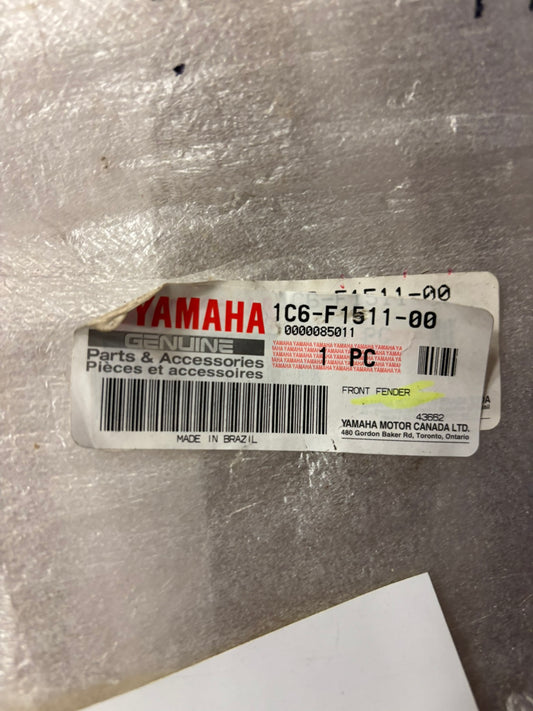 F1511-00
YAMAHA
1C6-F1511-00
0000085011
GENUINE
Parts & Accessories
Pièces et accessoires
1 PC
FRONT FENDER
43662
YAMAHA MOTOR CANADA LTD.
480 Gordon Baker Rd, Toronto, Ontario
MADE IN BRAZIL